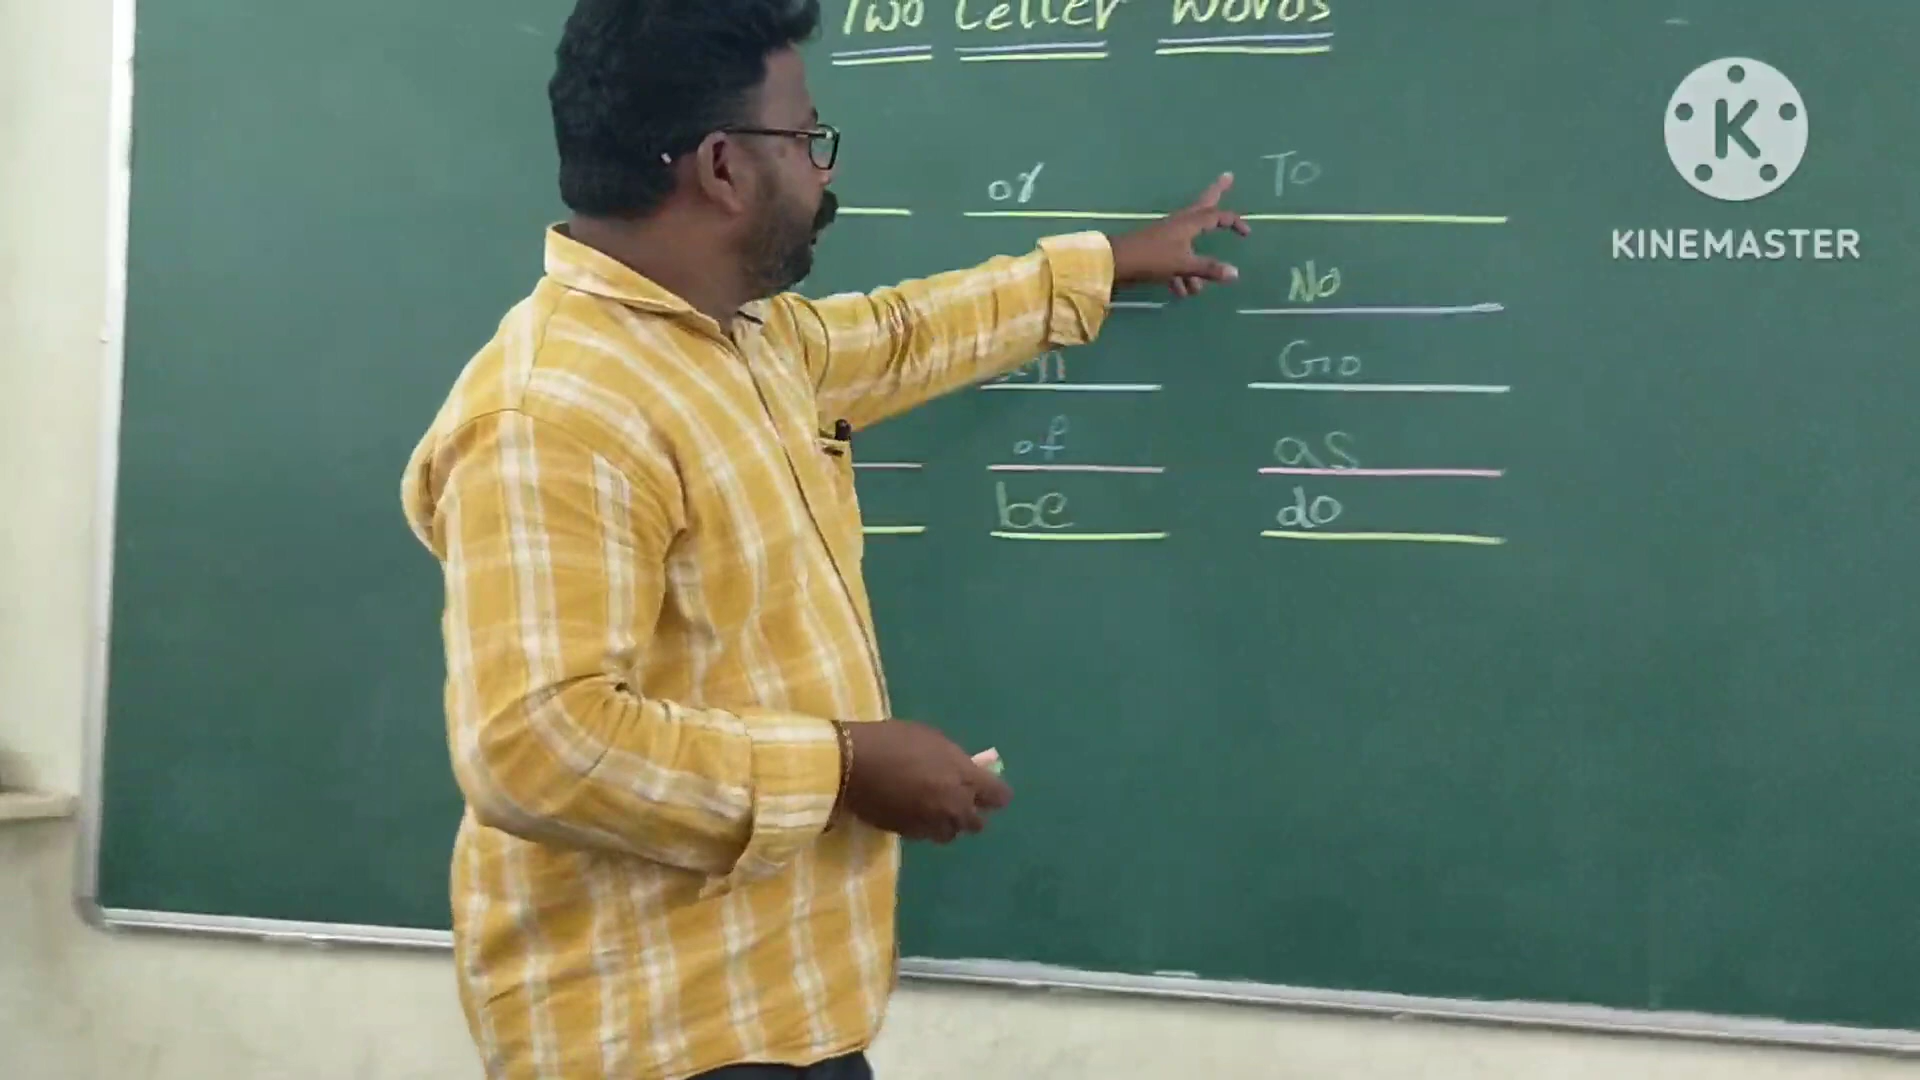 Two Letter Words
or To
No
Go
of as
be do
K
KINEMASTER